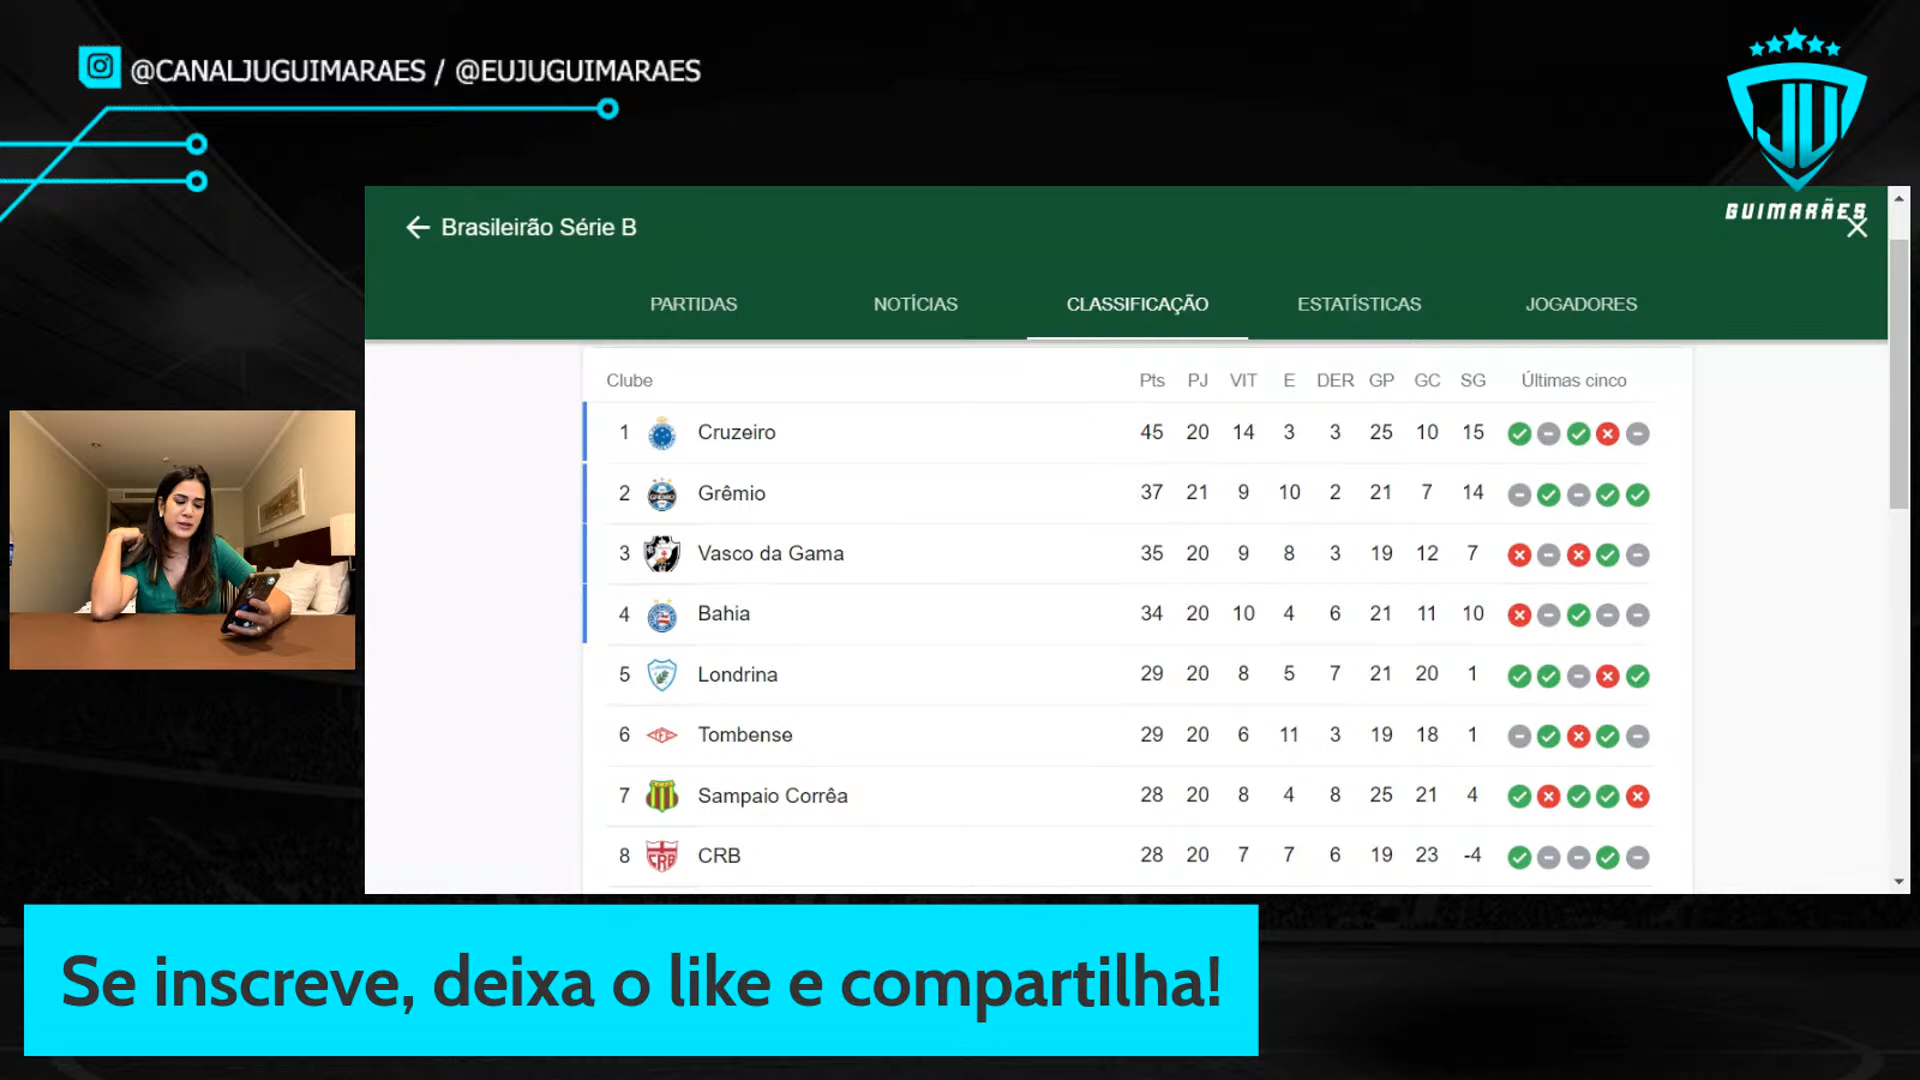 @CANALJUGUIMARAES / @EUJUGUIMARAES
JU
GUIMARÃES
Brasileirão Série B
PARTIDAS NOTÍCIAS CLASSIFICAÇÃO ESTATÍSTICAS JOGADORES
Clube Pts PJ VIT E DER GP GC SG Últimas cinco
1 Cruzeiro 45 20 14 3 3 25 10 15
2 GRÊMIO Grêmio 37 21 9 10 2 21 7 14
3 Vasco da Gama 35 20 9 8 3 19 12 7
4 Bahia 34 20 10 4 6 21 11 10
5 Londrina 29 20 8 5 7 21 20 1
6 Tombense 29 20 6 11 3 19 18 1
7 Sampaio Corrêa 28 20 8 4 8 25 21 4
8 CRB CRB 28 20 7 7 6 19 23 -4
Se inscreve, deixa o like e compartilha!